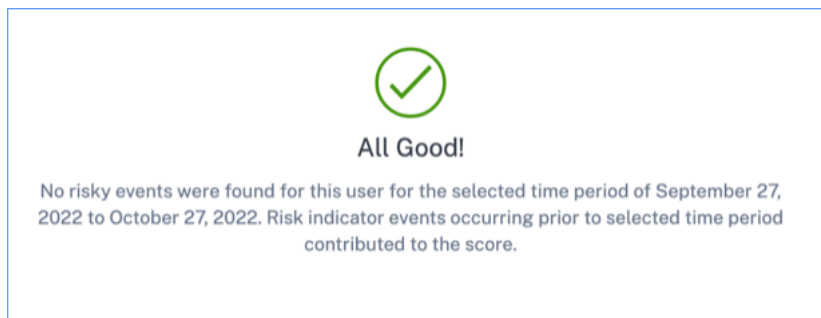 All Good!
No risky events were found for this user for the selected time period of September 27,
2022 to October 27, 2022. Risk indicator events occurring prior to selected time period
contributed to the score.